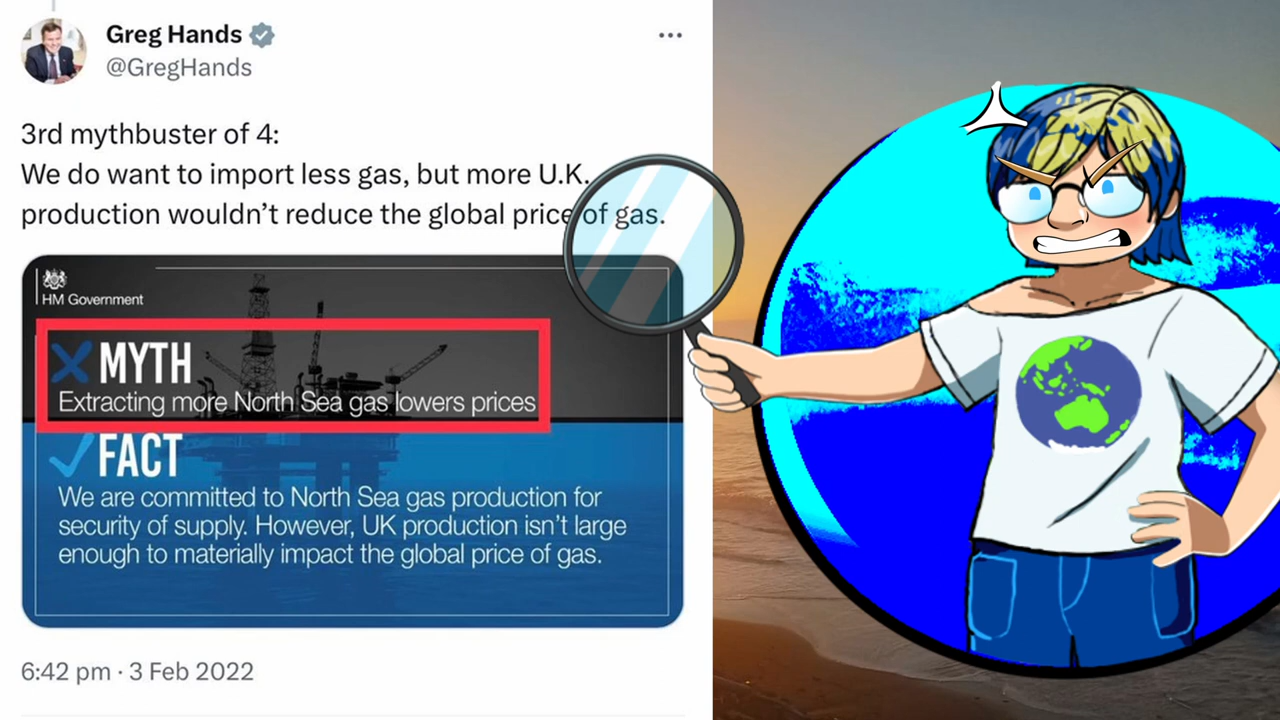 Greg Hands
@GregHands
3rd mythbuster of 4:
We do want to import less gas, but more U.K.
production wouldn't reduce the global price of gas.
HM Government
MYTH
Extracting more North Sea gas lowers prices
FACT
We are committed to North Sea gas production for
security of supply. However, UK production isn't large
enough to materially impact the global price of gas.
6:42 pm · 3 Feb 2022